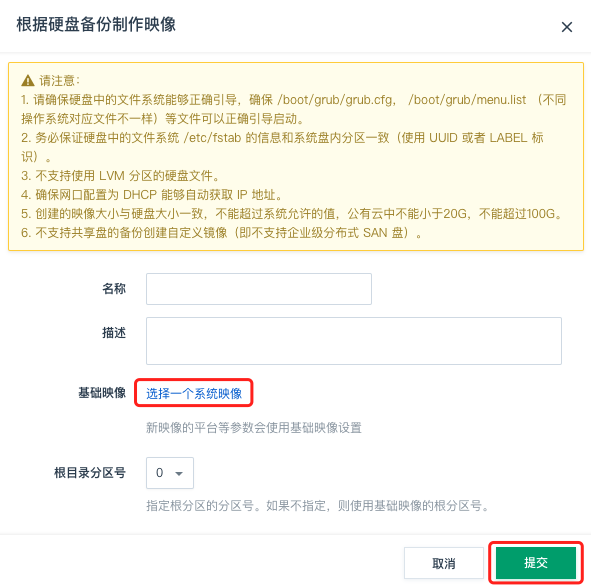 根据硬盘备份制作映像
请注意：
1. 请确保硬盘中的文件系统能够正确引导，确保 /boot/grub/grub.cfg， /boot/grub/menu.list （不同
操作系统对应文件不一样）等文件可以正确引导启动。
2. 务必保证硬盘中的文件系统 /etc/fstab 的信息和系统盘内分区一致（使用 UUID 或者 LABEL 标
识）。
3. 不支持使用 LVM 分区的硬盘文件。
4. 确保网口配置为 DHCP 能够自动获取 IP 地址。
5. 创建的映像大小与硬盘大小一致，不能超过系统允许的值，公有云中不能小于20G，不能超过100G。
6. 不支持共享盘的备份创建自定义镜像（即不支持企业级分布式 SAN 盘）。
名称
描述
基础映像 选择一个系统映像
新映像的平台等参数会使用基础映像设置
根目录分区号 0
指定根分区的分区号。如果不指定，则使用基础映像的根分区号。
取消 提交